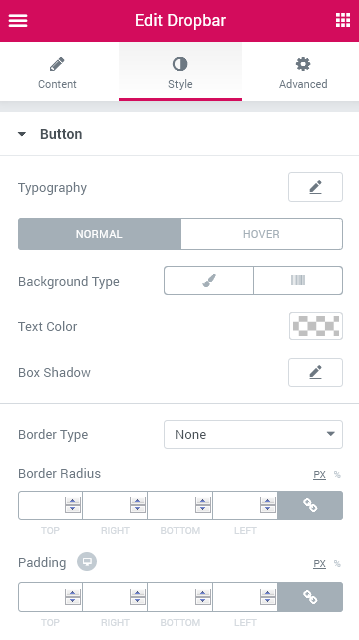 Edit Dropbar
Content Style Advanced
Button
Typography
NORMAL HOVER
Background Type
Text Color
Box Shadow
Border Type None
Border Radius PX %
TOP RIGHT BOTTOM LEFT
Padding PX %
TOP RIGHT BOTTOM LEFT